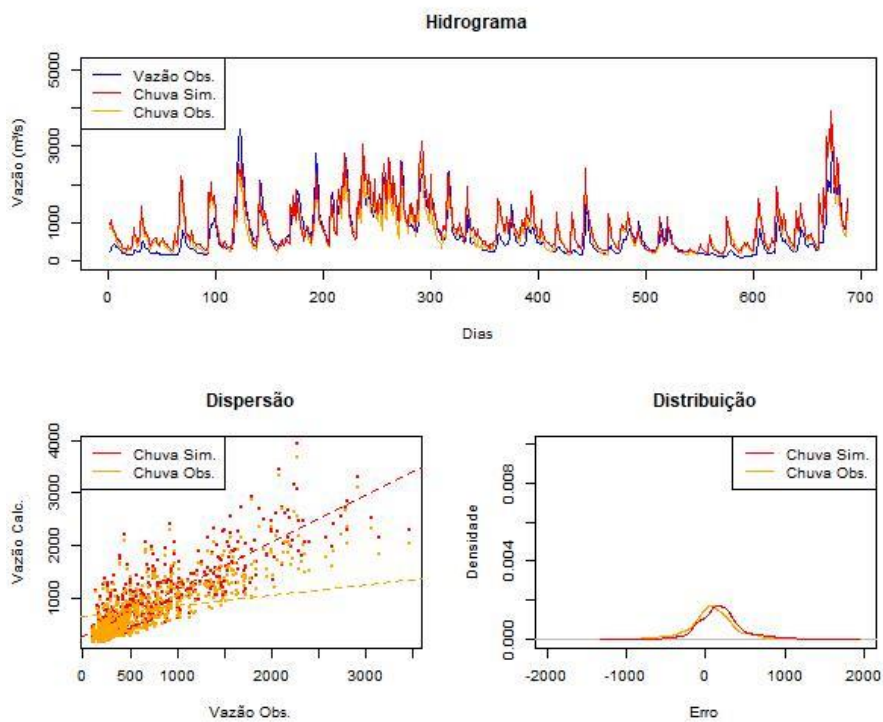 Hidrograma
Vazão (m³/s)
5000
3000
1000
0
Vazão Obs.
Chuva Sim.
Chuva Obs.
0 100 200 300 400 500 600 700
Dias
Dispersão
Vazão Calc.
4000
3000
2000
1000
Chuva Sim.
Chuva Obs.
0 500 1000 2000 3000
Vazão Obs.
Distribuição
Densidade
0.008
0.004
0.000
Chuva Sim.
Chuva Obs.
-2000 -1000 0 1000 2000
Erro